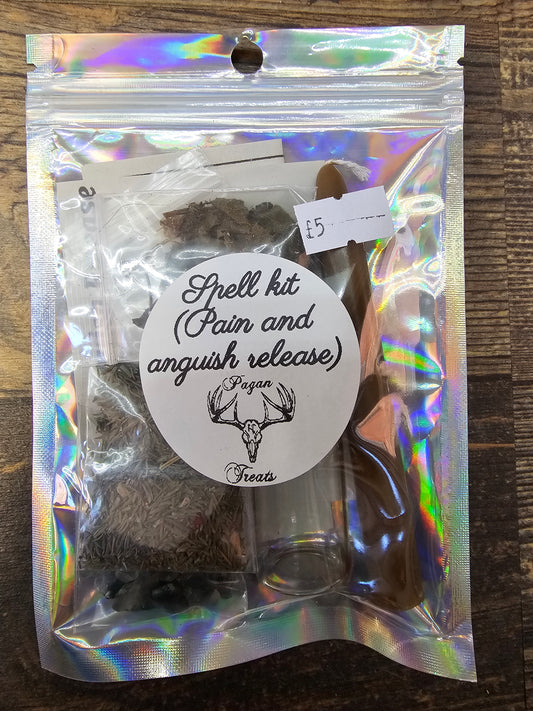 £5
Spell kit
(Pain and
anguish release)
Pagan
Treats